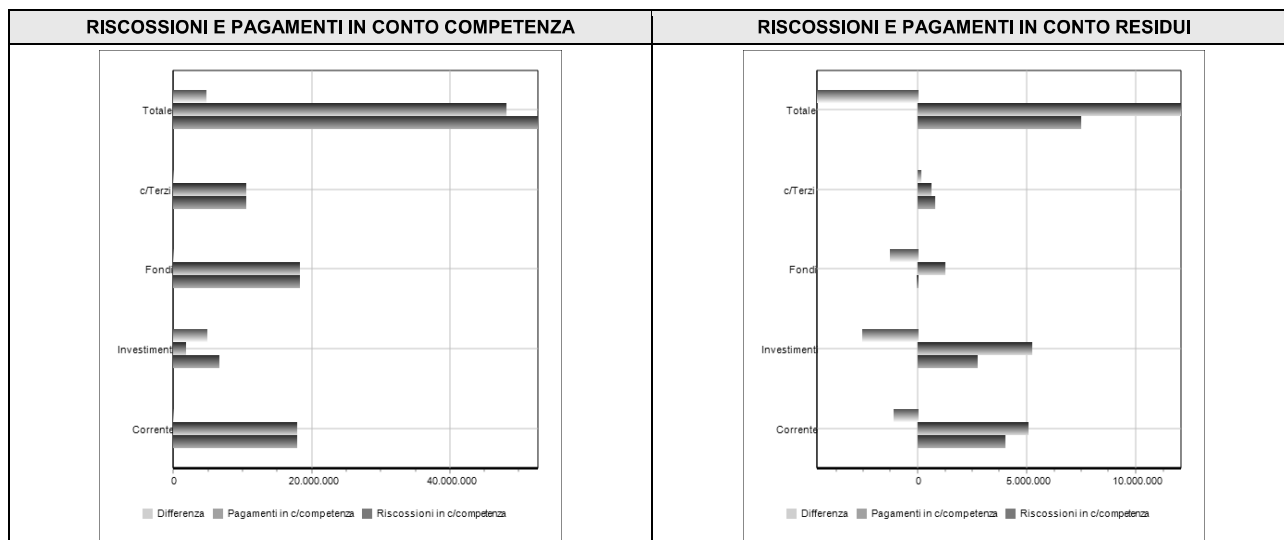 RISCOSSIONI E PAGAMENTI IN CONTO COMPETENZA
Totale
c/Terzi
Fondi
Investiment
Corrente
0 20.000.000 40.000.000
Differenza Pagamenti in c/competenza Riscossioni in c/competenza
RISCOSSIONI E PAGAMENTI IN CONTO RESIDUI
Totale
c/Terzi
Fondi
Investiment
Corrente
0 5.000.000 10.000.000
Differenza Pagamenti in c/competenza Riscossioni in c/competenza